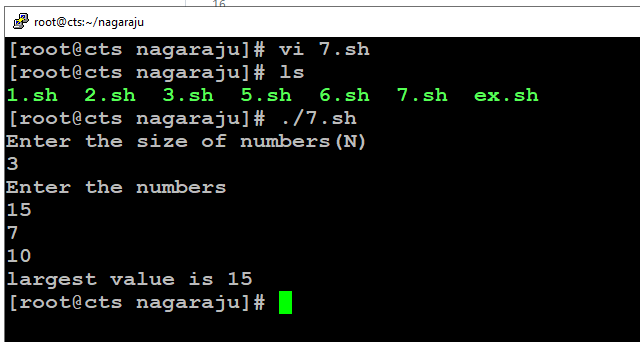 16
root@cts:~/nagaraju
[root@cts nagaraju]# vi 7.sh
[root@cts nagaraju]# ls
1.sh  2.sh  3.sh  5.sh  6.sh  7.sh  ex.sh
[root@cts nagaraju]# ./7.sh
Enter the size of numbers(N)
3
Enter the numbers
15
7
10
largest value is 15
[root@cts nagaraju]#